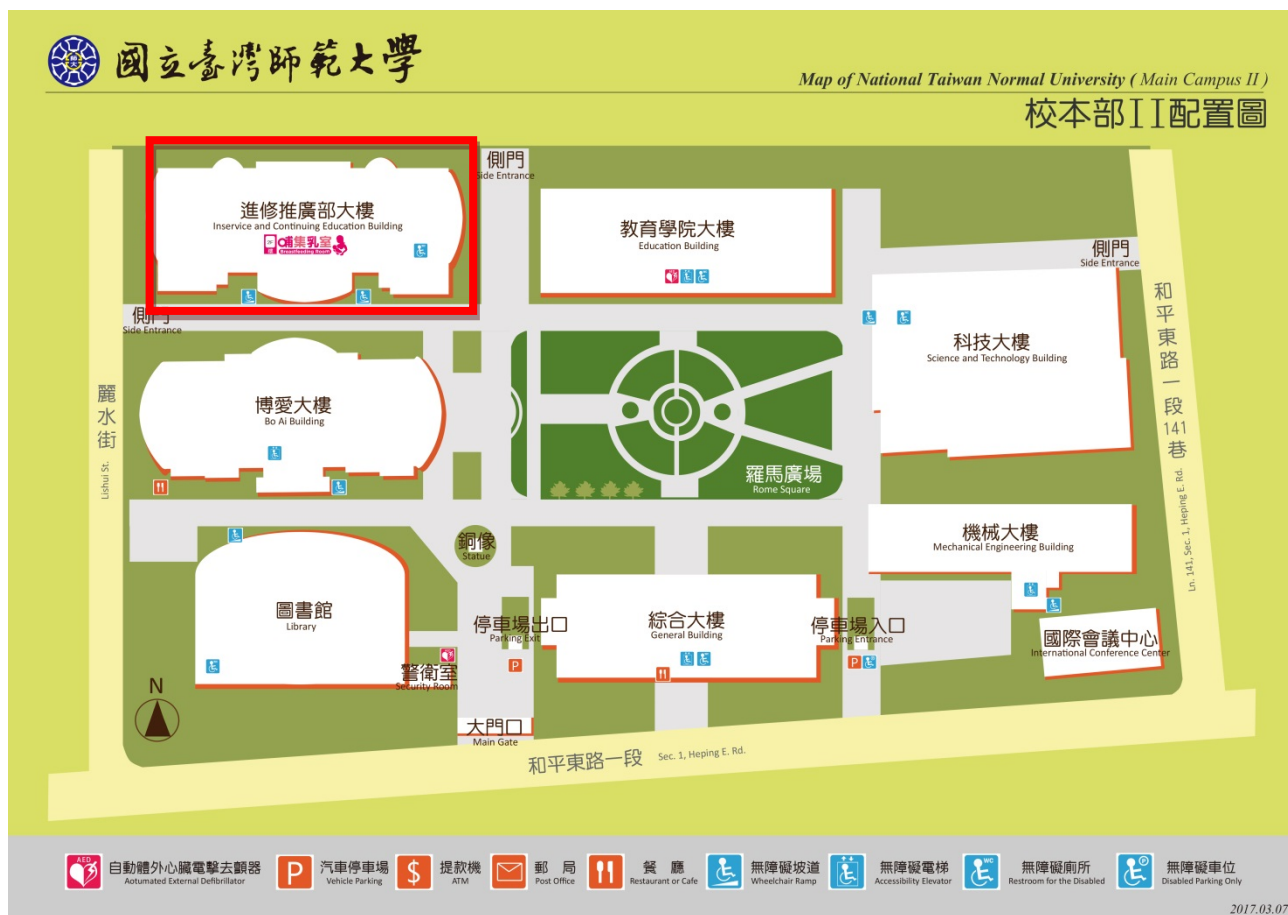 國立臺灣師範大學
Map of National Taiwan Normal University ( Main Campus II )
校本部II配置圖
側門
Side Entrance
進修推廣部大樓
Inservice and Continuing Education Building
哺集乳室
Breastfeeding Room
教育學院大樓
Education Building
側門
Side Entrance
側門
Side Entrance
科技大樓
Science and Technology Building
和平東路一段141巷
Ln. 141, Sec. 1, Heping E. Rd.
麗水街
Lishui St.
博愛大樓
Bo Ai Building
羅馬廣場
Rome Square
銅像
Statue
機械大樓
Mechanical Engineering Building
圖書館
Library
停車場出口
Parking Exit
P
綜合大樓
General Building
停車場入口
Parking Entrance
P
國際會議中心
International Conference Center
警衛室
Security Room
N
大門口
Main Gate
和平東路一段 Sec. 1, Heping E. Rd.
AED 自動體外心臟電擊去顫器
Aotumated External Defibrillator
P 汽車停車場
Vehicle Parking
$ 提款機
ATM
郵局
Post Office
餐廳
Restaurant or Cafe
無障礙坡道
Wheelchair Ramp
無障礙電梯
Accessibility Elevator
WC 無障礙廁所
Restroom for the Disabled
P 無障礙車位
Disabled Parking Only
2017.03.07